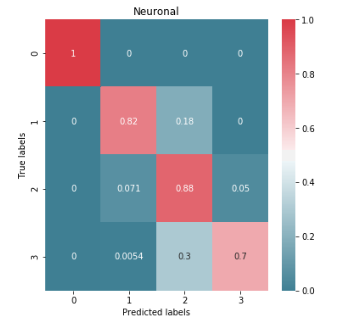 Neuronal
1.0
0 1 0 0 0
0.8
1 0 0.82 0.18 0
0.6
True labels
0.4
2 0 0.071 0.88 0.05
0.2
3 0 0.0054 0.3 0.7
0.0
0 1 2 3
Predicted labels